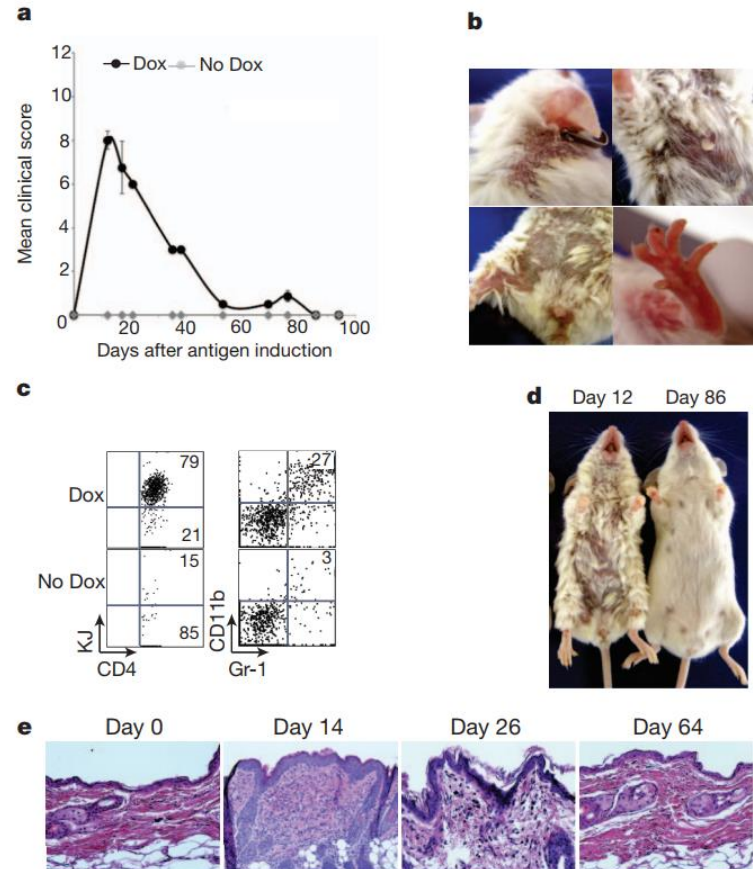 a
12
10
8
6
4
2
0
Dox
No Dox
Mean clinical score
20
40
60
80
100
Days after antigen induction
b
c
Dox
No Dox
79
21
15
85
KJ
CD4
27
3
CD11b
Gr-1
d
Day 12
Day 86
e
Day 0
Day 14
Day 26
Day 64